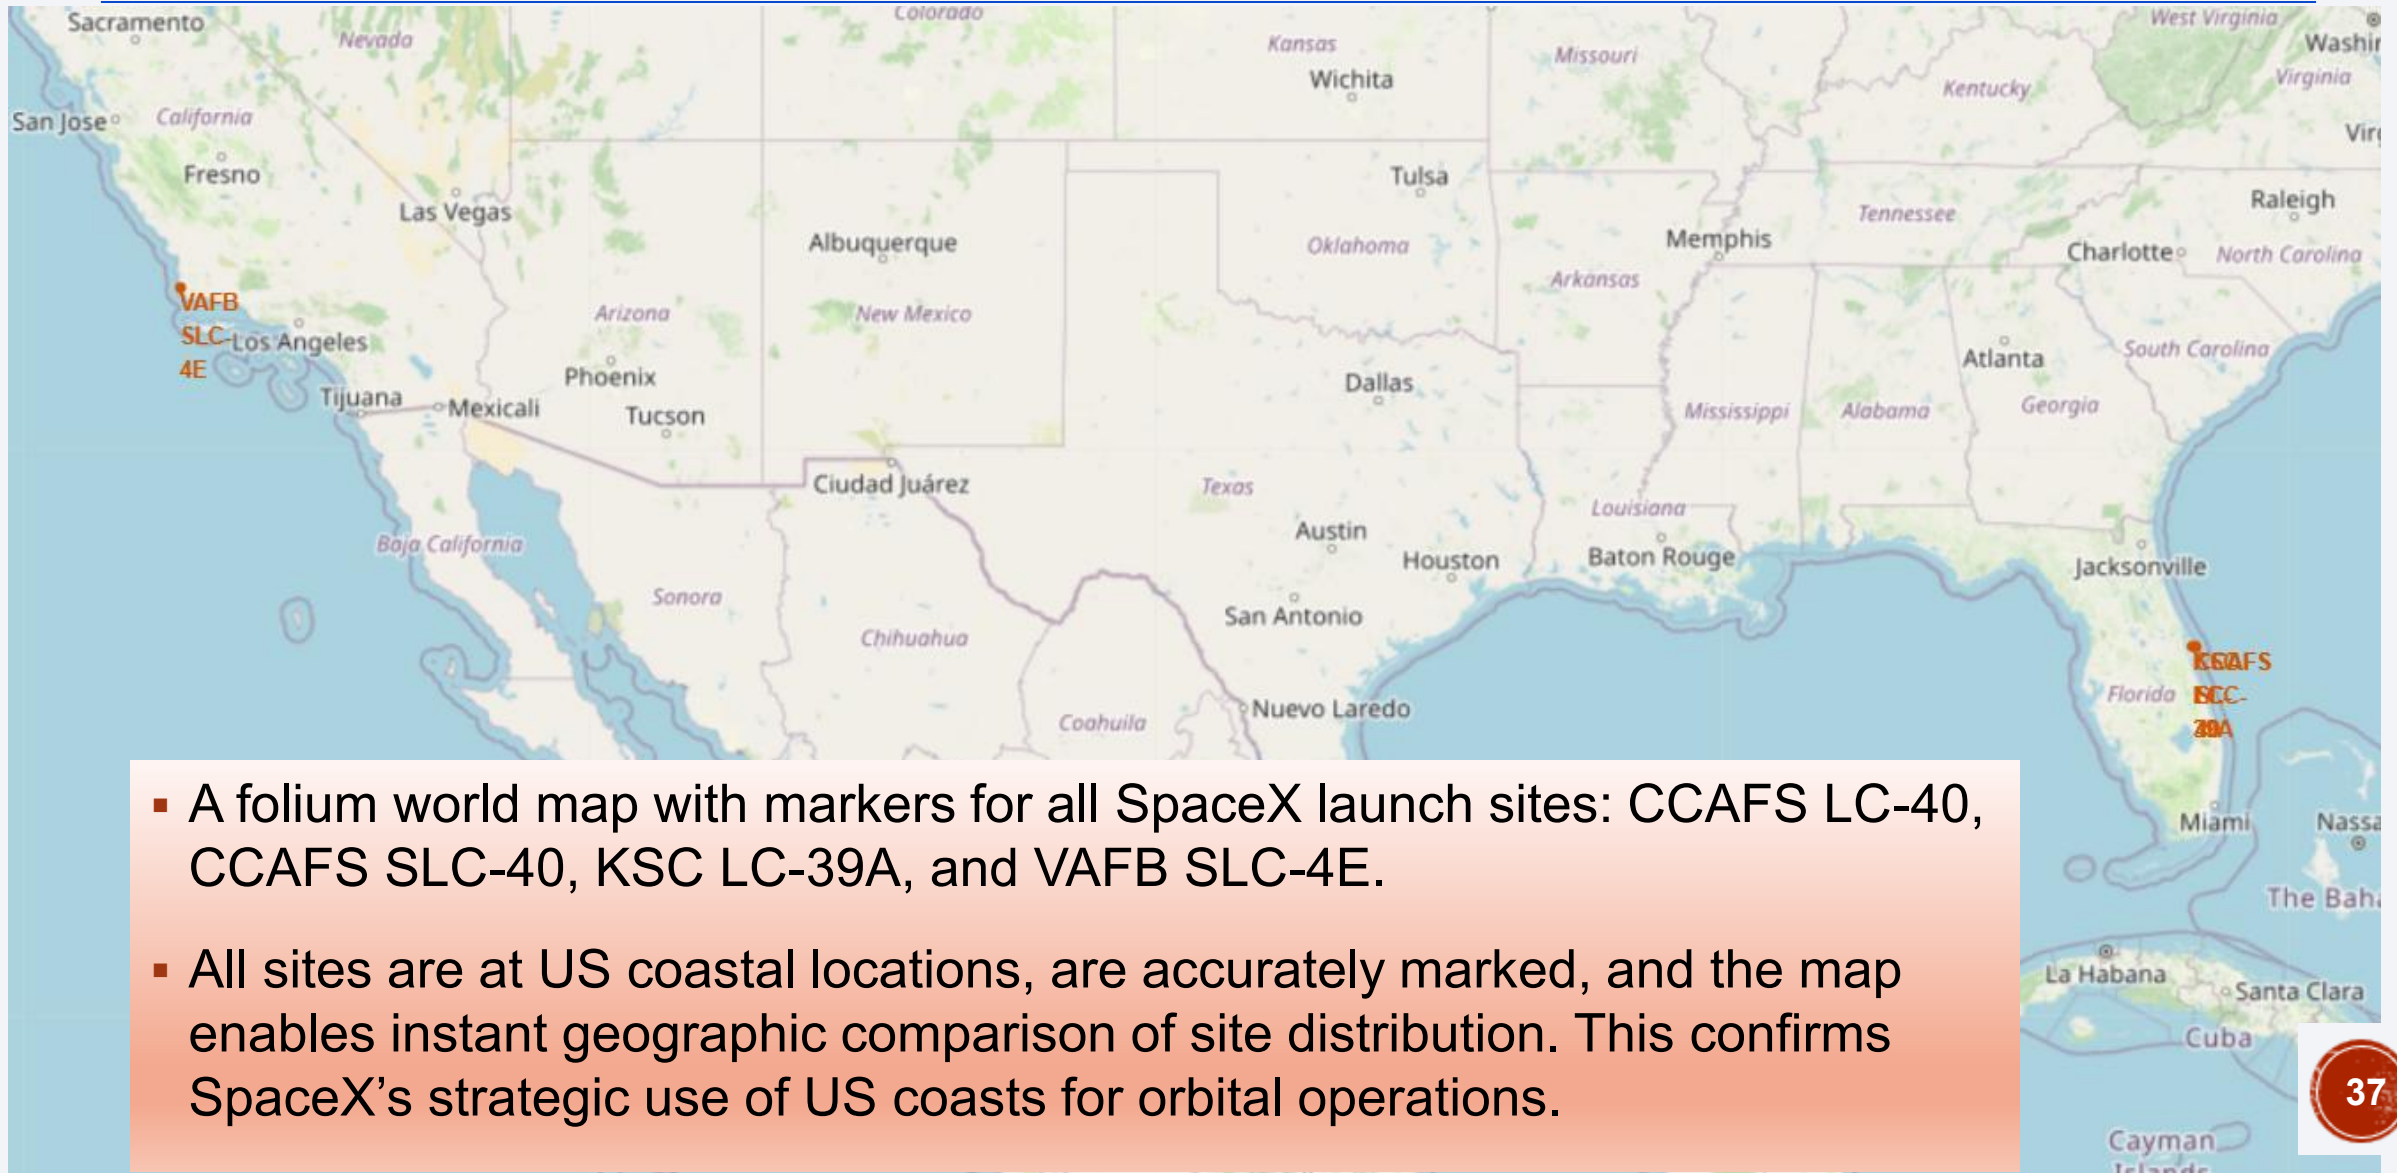 Sacramento
Nevada
Colorado
Kansas
Wichita
Missouri
Kentucky
West Virginia
Virginia
San Jose
California
Fresno
Las Vegas
Albuquerque
Tulsa
Oklahoma
Memphis
Tennessee
Raleigh
Charlotte
North Carolina
Arkansas
VAFB
SLC-
4E
Los Angeles
Arizona
New Mexico
Phoenix
Dallas
Atlanta
South Carolina
Tijuana
Mexicali
Tucson
Mississippi
Alabama
Georgia
Ciudad Juárez
Texas
Louisiana
Austin
Baja California
Houston
Baton Rouge
Jacksonville
Sonora
San Antonio
Chihuahua
Florida
Coahuila
Nuevo Laredo
▪ A folium world map with markers for all SpaceX launch sites: CCAFS LC-40,
CCAFS SLC-40, KSC LC-39A, and VAFB SLC-4E.
▪ All sites are at US coastal locations, are accurately marked, and the map
enables instant geographic comparison of site distribution. This confirms
SpaceX’s strategic use of US coasts for orbital operations.
Miami
La Habana
Santa Clara
Cuba
37
Cayman